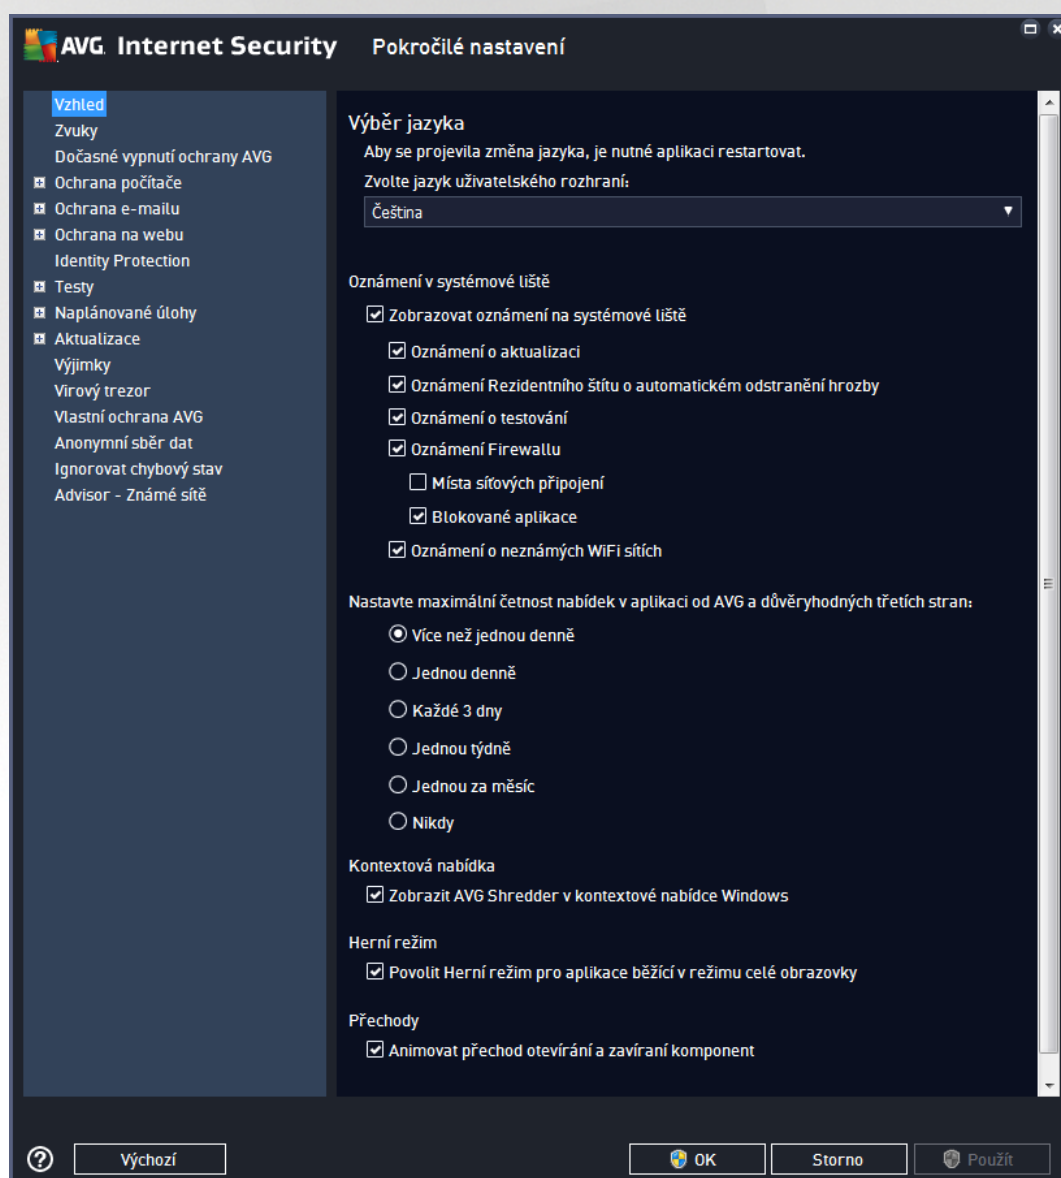 AVG. Internet Security Pokročilé nastavení
Vzhled
Zvuky
Dočasné vypnutí ochrany AVG
Ochrana počítače
Ochrana e-mailu
Ochrana na webu
Identity Protection
Testy
Naplánované úlohy
Aktualizace
Výjimky
Virový trezor
Vlastní ochrana AVG
Anonymní sběr dat
Ignorovat chybový stav
Advisor - Známé sítě
Výběr jazyka
Aby se projevila změna jazyka, je nutné aplikaci restartovat.
Zvolte jazyk uživatelského rozhraní:
Čeština
Oznámení v systémové liště
Zobrazovat oznámení na systémové liště
Oznámení o aktualizaci
Oznámení Rezidentního štítu o automatickém odstranění hrozby
Oznámení o testování
Oznámení Firewallu
Místa síťových připojení
Blokované aplikace
Oznámení o neznámých WiFi sítích
Nastavte maximální četnost nabídek v aplikaci od AVG a důvěryhodných třetích stran:
Více než jednou denně
Jednou denně
Každé 3 dny
Jednou týdně
Jednou za měsíc
Nikdy
Kontextová nabídka
Zobrazit AVG Shredder v kontextové nabídce Windows
Herní režim
Povolit Herní režim pro aplikace běžící v režimu celé obrazovky
Přechody
Animovat přechod otevírání a zavíraní komponent
? Výchozí OK Storno Použít